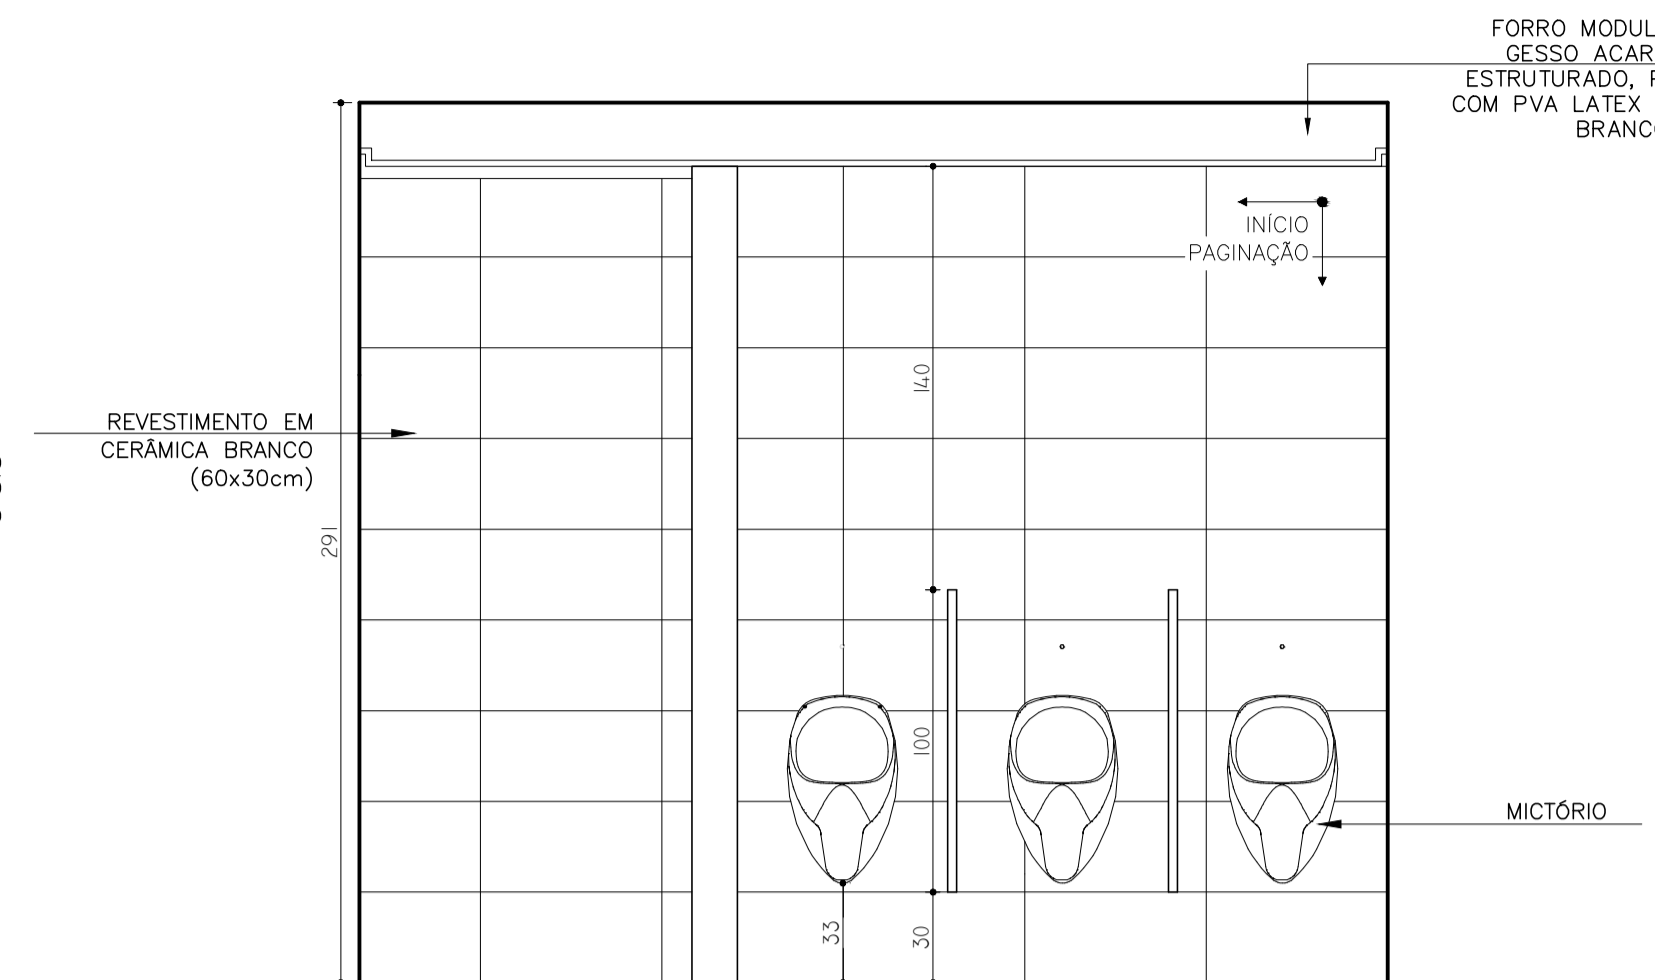 FORRO MODUL
GESSO ACAR
ESTRUTURADO, P
COM PVA LATEX
BRANCO
INÍCIO
PAGINAÇÃO
140
REVESTIMENTO EM
CERÂMICA BRANCO
(60x30cm)
291
100
MICTÓRIO
33
30